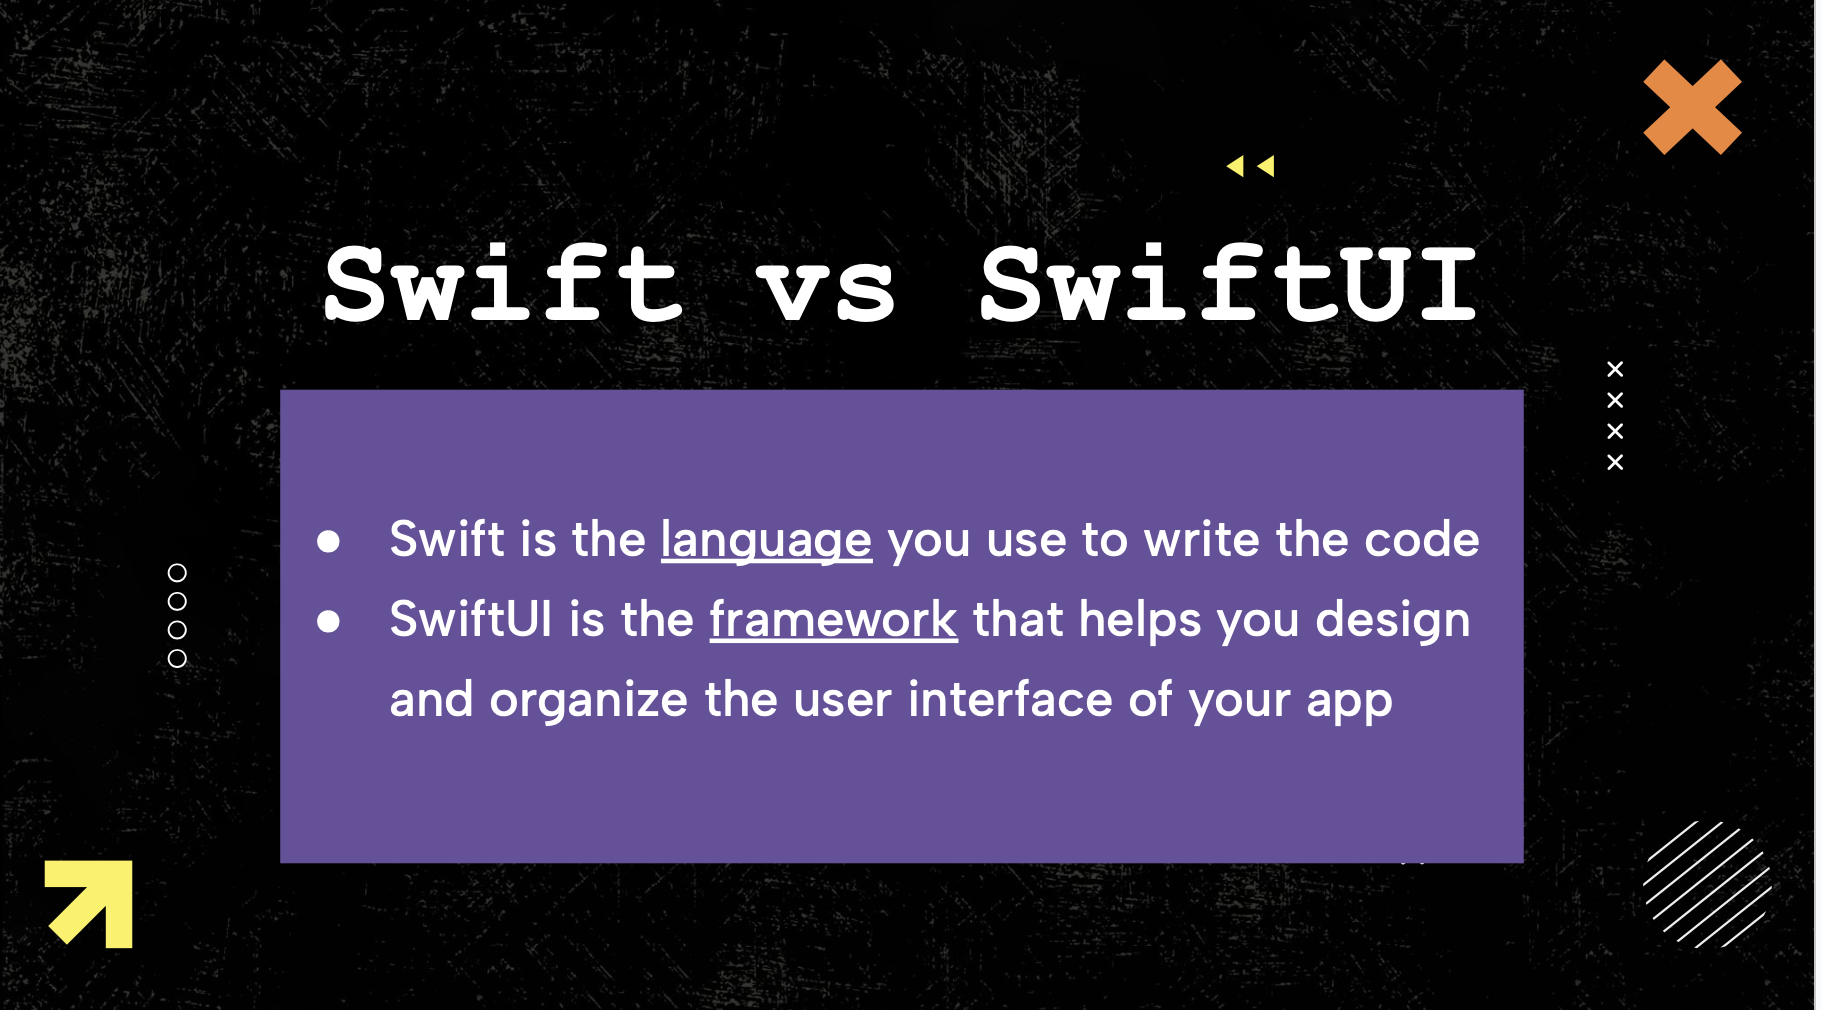 Swift vs SwiftUI
● Swift is the language you use to write the code
● SwiftUI is the framework that helps you design
and organize the user interface of your app